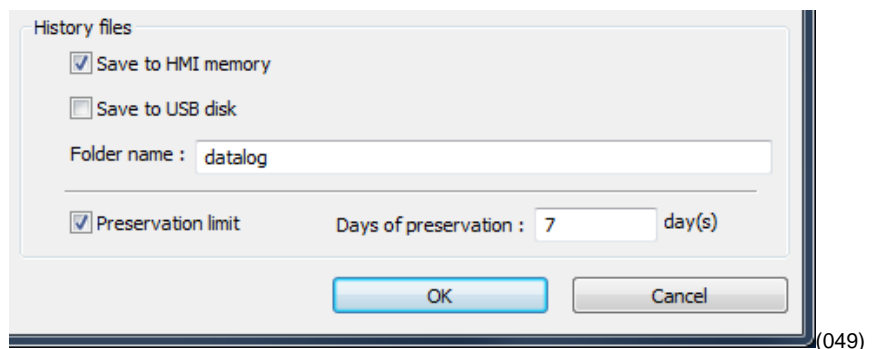 History files
Save to HMI memory
Save to USB disk
Folder name : datalog
Preservation limit Days of preservation : 7 day(s)
OK Cancel
(049)